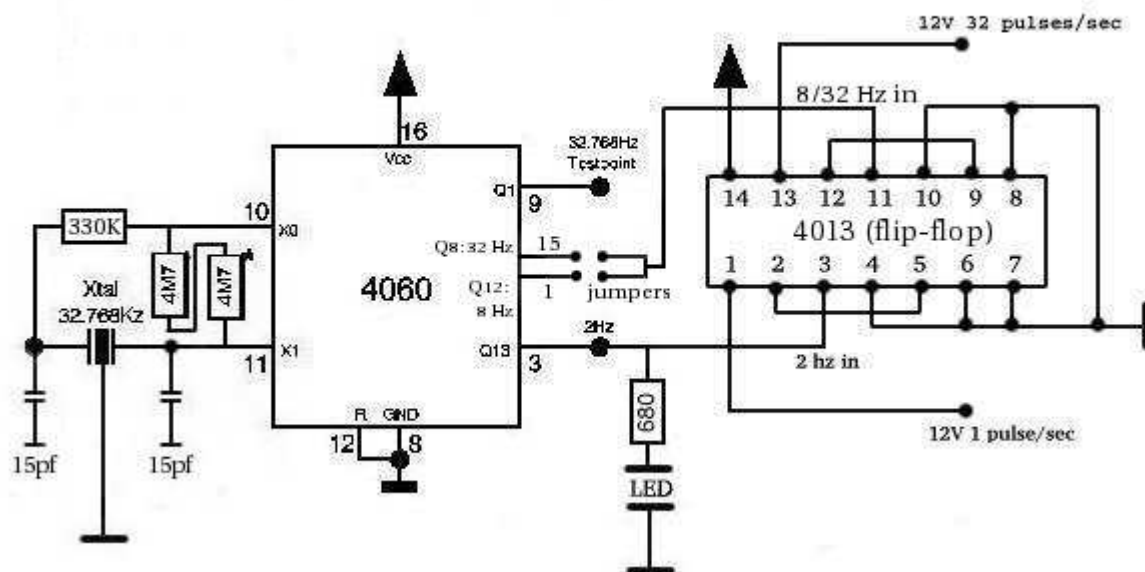 12V 32 pulses/sec
8/32 Hz in
16
Vcc
32.768Hz
Testpoint
Q1
9
14 13 12 11 10 9 8
4013 (flip-flop)
1 2 3 4 5 6 7
330K
10
X0
4M7
4M7
Q8:32 Hz
15
4060
Q12:
8 Hz
1
jumpers
Xtal
32.768Kz
11
X1
Q13
3
2Hz
2 hz in
680
R GND
12
8
12V 1 pulse/sec
15pf
15pf
LED